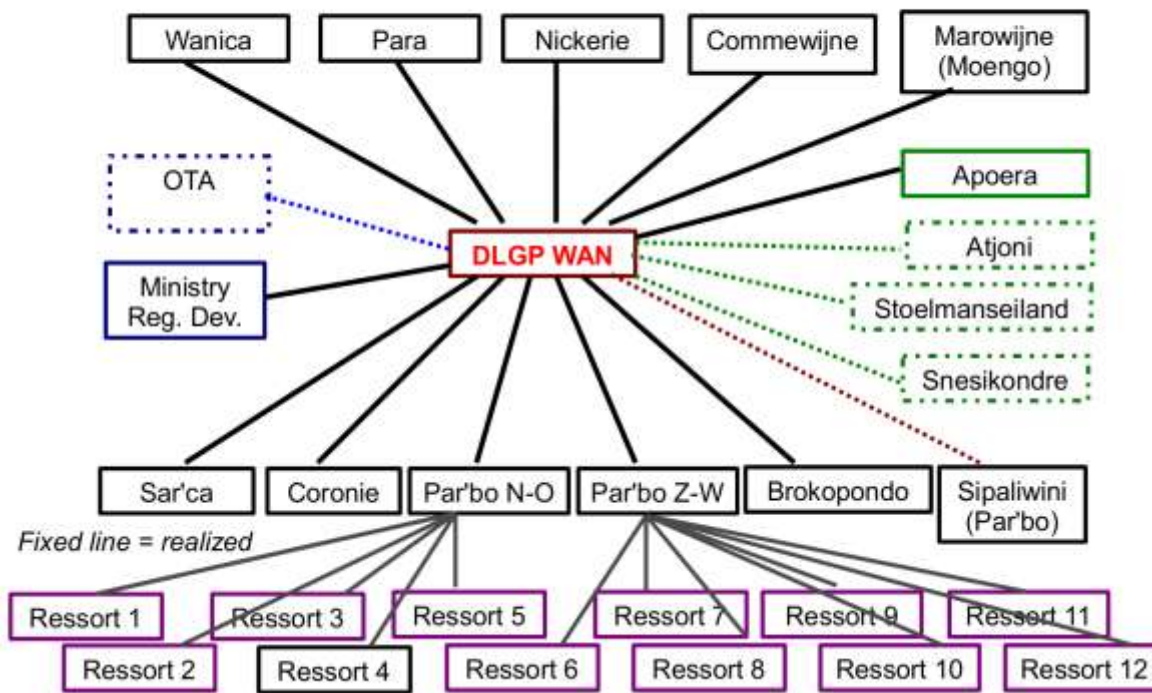 Wanica
Para
Nickerie
Commewijne
Marowijne
(Moengo)
OTA
Apoera
DLGP WAN
Atjoni
Ministry
Reg. Dev.
Stoelmanseiland
Snesikondre
Sar'ca
Coronie
Par'bo N-O
Par'bo Z-W
Brokopondo
Sipaliwini
(Par'bo)
Fixed line = realized
Ressort 1
Ressort 3
Ressort 5
Ressort 7
Ressort 9
Ressort 11
Ressort 2
Ressort 4
Ressort 6
Ressort 8
Ressort 10
Ressort 12